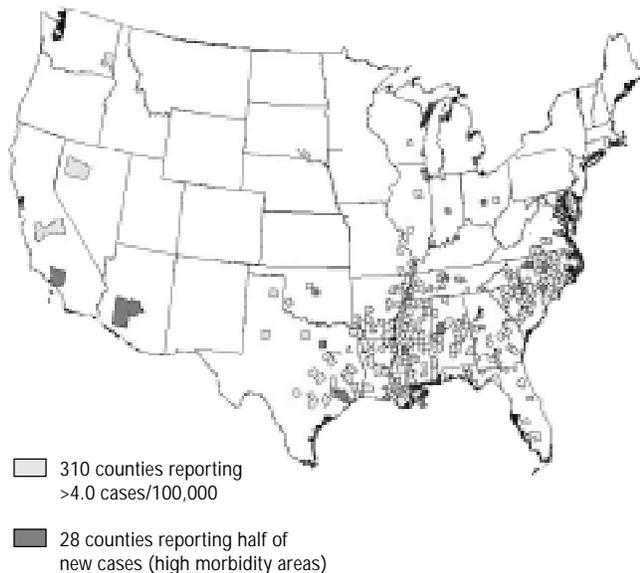 310 counties reporting
>4.0 cases/100,000
28 counties reporting half of
new cases (high morbidity areas)